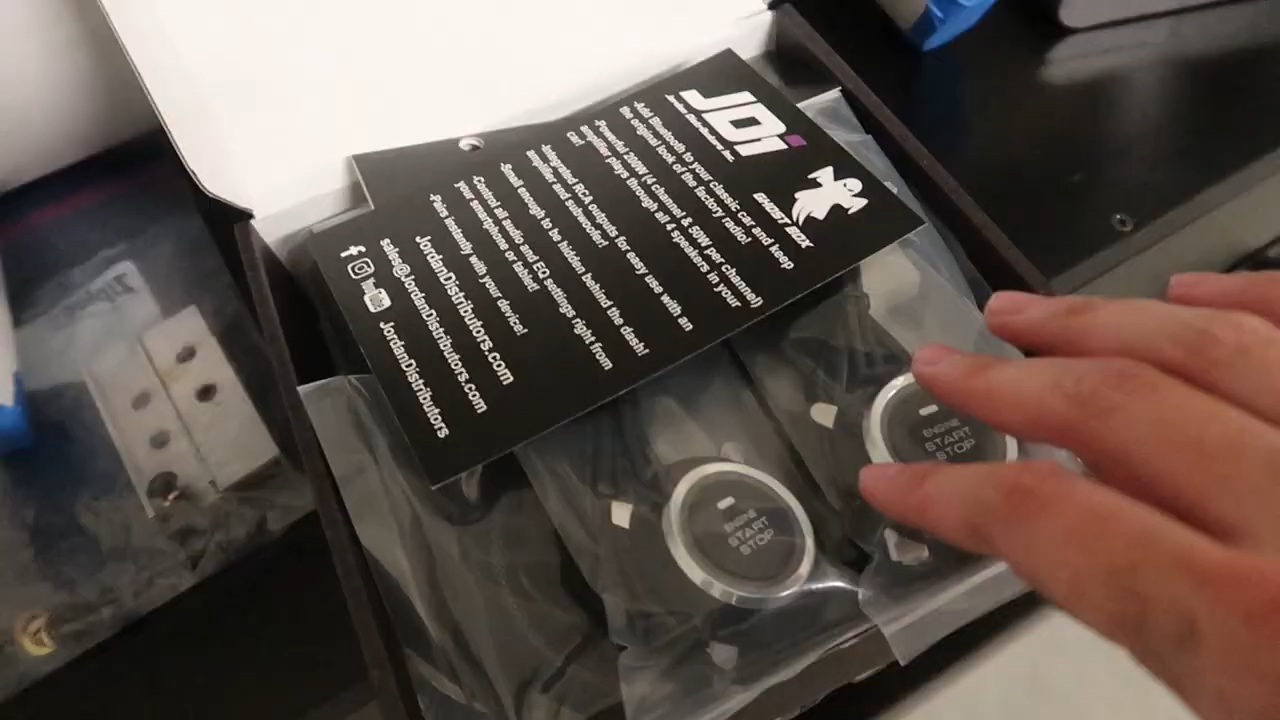 JDi
Jordan Distributors Inc.
GHOST BOX
-Add Bluetooth to your classic car and keep
the original look of the factory radio!
-Powerful 200W (4 channel & 50W per channel)
amplifier plays through all 4 speakers in your
car!
-Integrated RCA outputs for easy use with an
amplifier and subwoofer!
-Small enough to be hidden behind the dash!
-Control all audio and EQ settings right from
your smartphone or tablet!
-Pairs instantly with your device!
JordanDistributors.com
sales@JordanDistributors.com
JordanDistributors
ENGINE
START
STOP
ENGINE
START
STOP